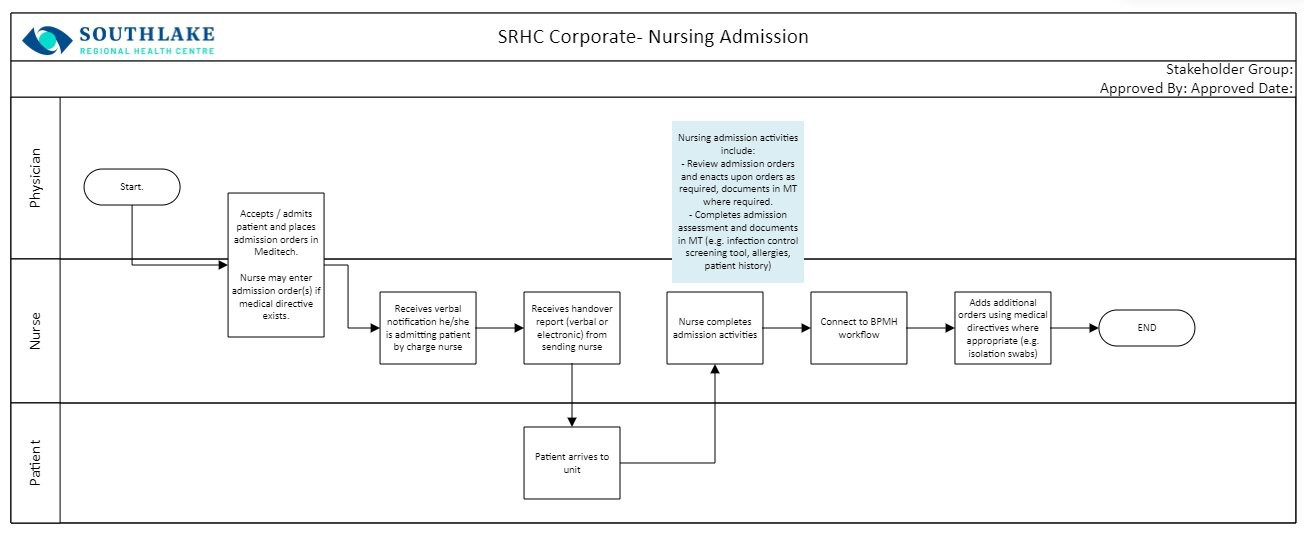 SOUTHLAKE
REGIONAL HEALTH CENTRE
SRHC Corporate- Nursing Admission
Stakeholder Group:
Approved By: Approved Date:
Physician
Start.
Accepts / admits
patient and places
admission orders in
Meditech.
Nurse may enter
admission order(s) if
medical directive
exists.
Nursing admission activities
include:
- Review admission orders
and enacts upon orders as
required, documents in MT
where required.
- Completes admission
assessment and documents
in MT (e.g. infection control
screening tool, allergies,
patient history)
Nurse
Receives verbal
notification he/she
is admitting patient
by charge nurse
Receives handover
report (verbal or
electronic) from
sending nurse
Nurse completes
admission activities
Connect to BPMH
workflow
Adds additional
orders using medical
directives where
appropriate (e.g.
isolation swabs)
END
Patient
Patient arrives to
unit